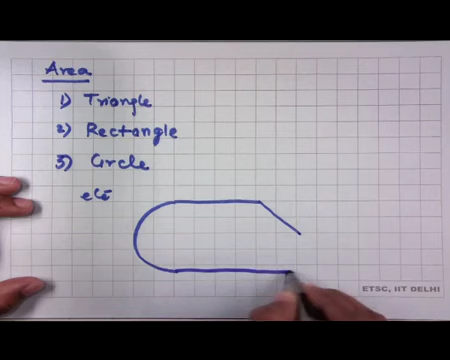 Area
1) Triangle
2) Rectangle
3) Circle
etc
ETSC, IIT DELHI